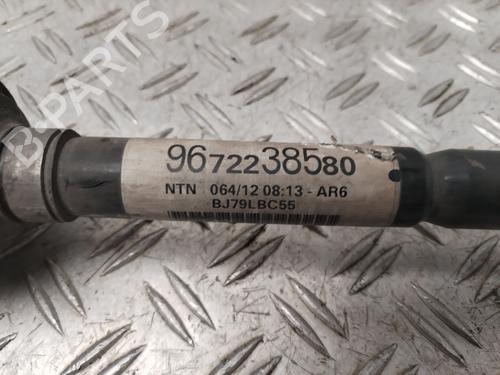 B-PARTS
9672238580
NTN 064/12 08:13 - AR6
BJ79LBC55